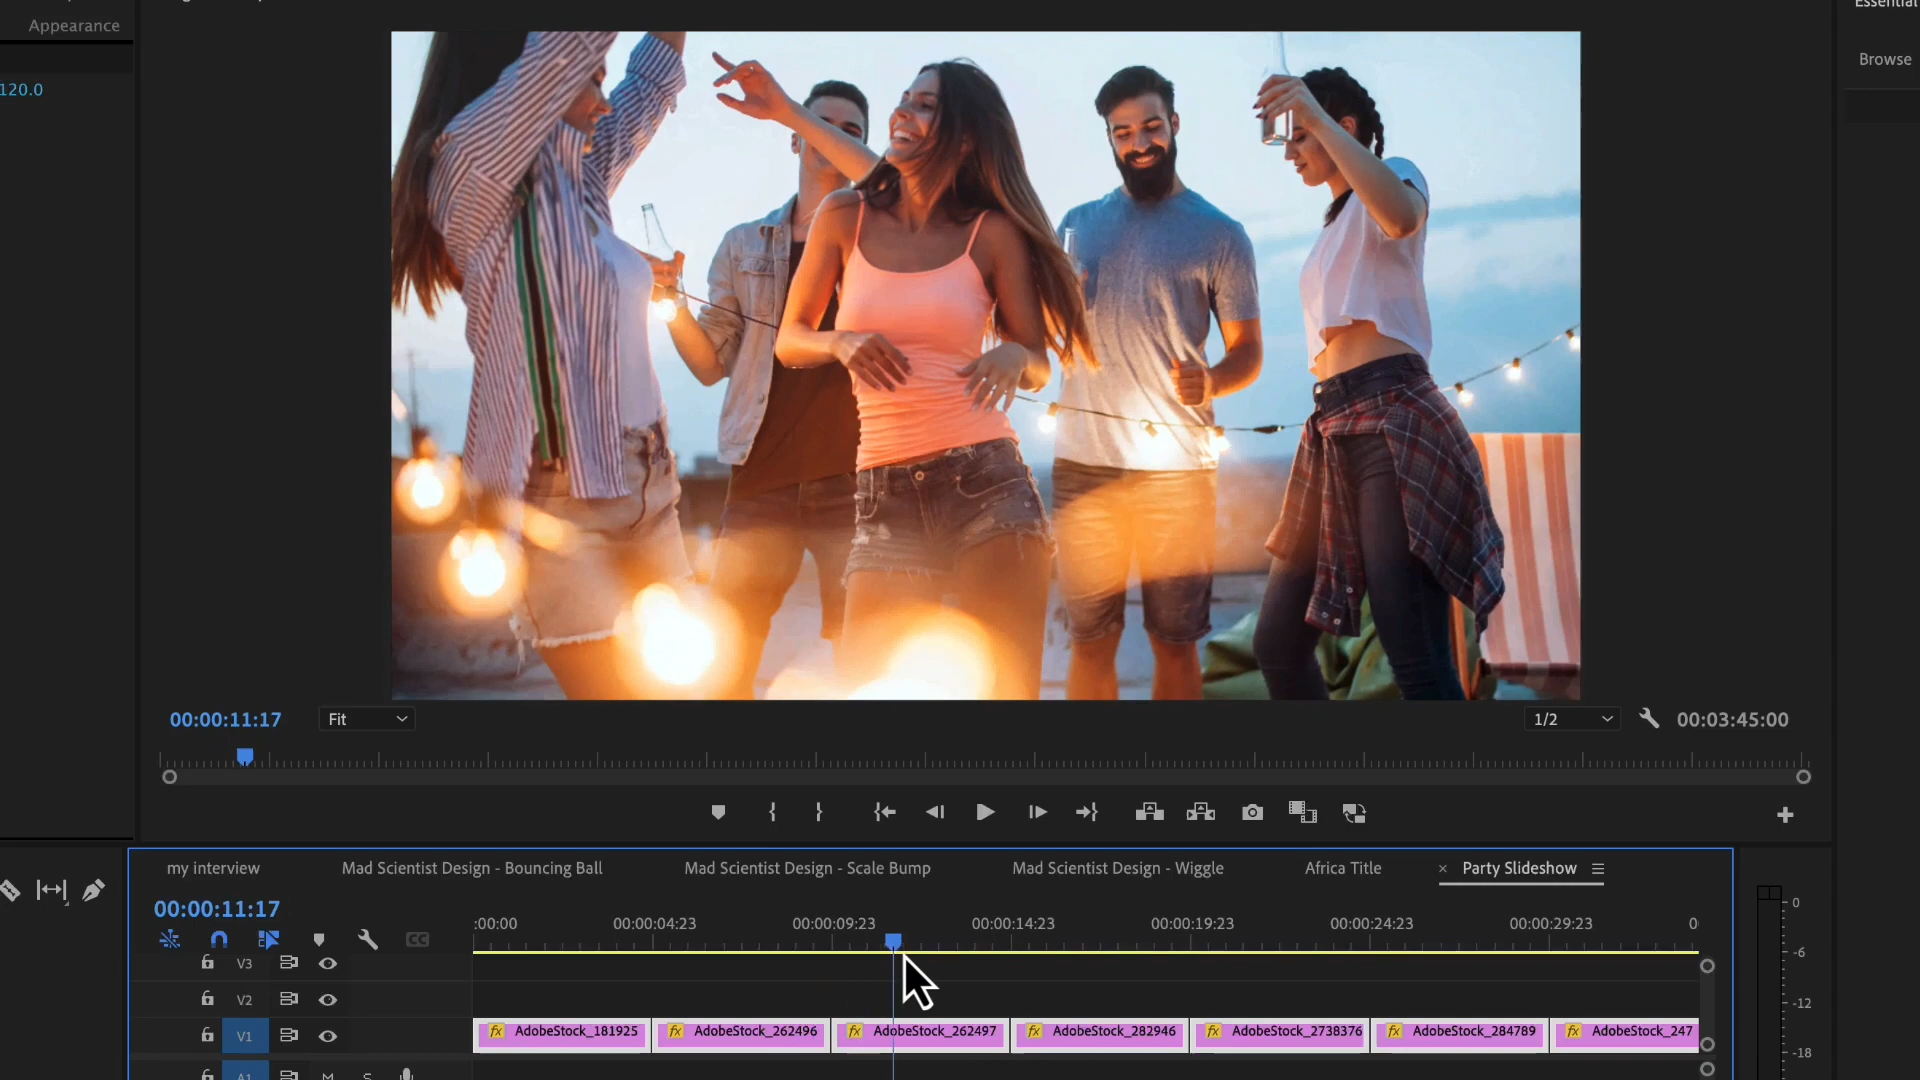 Essential
Appearance
Browse
120.0
00:00:11:17
Fit
1/2
00:03:45:00
my interview
Mad Scientist Design - Bouncing Ball
Mad Scientist Design - Scale Bump
Mad Scientist Design - Wiggle
Africa Title
× Party Slideshow
00:00:11:17
:00:00
00:00:04:23
00:00:09:23
00:00:14:23
00:00:19:23
00:00:24:23
00:00:29:23
0
CC
V3
V2
V1
fx AdobeStock_181925
fx AdobeStock_262496
fx AdobeStock_262497
fx AdobeStock_282946
fx AdobeStock_2738376
fx AdobeStock_284789
fx AdobeStock_247
A1
M
S
0
-6
-12
-18